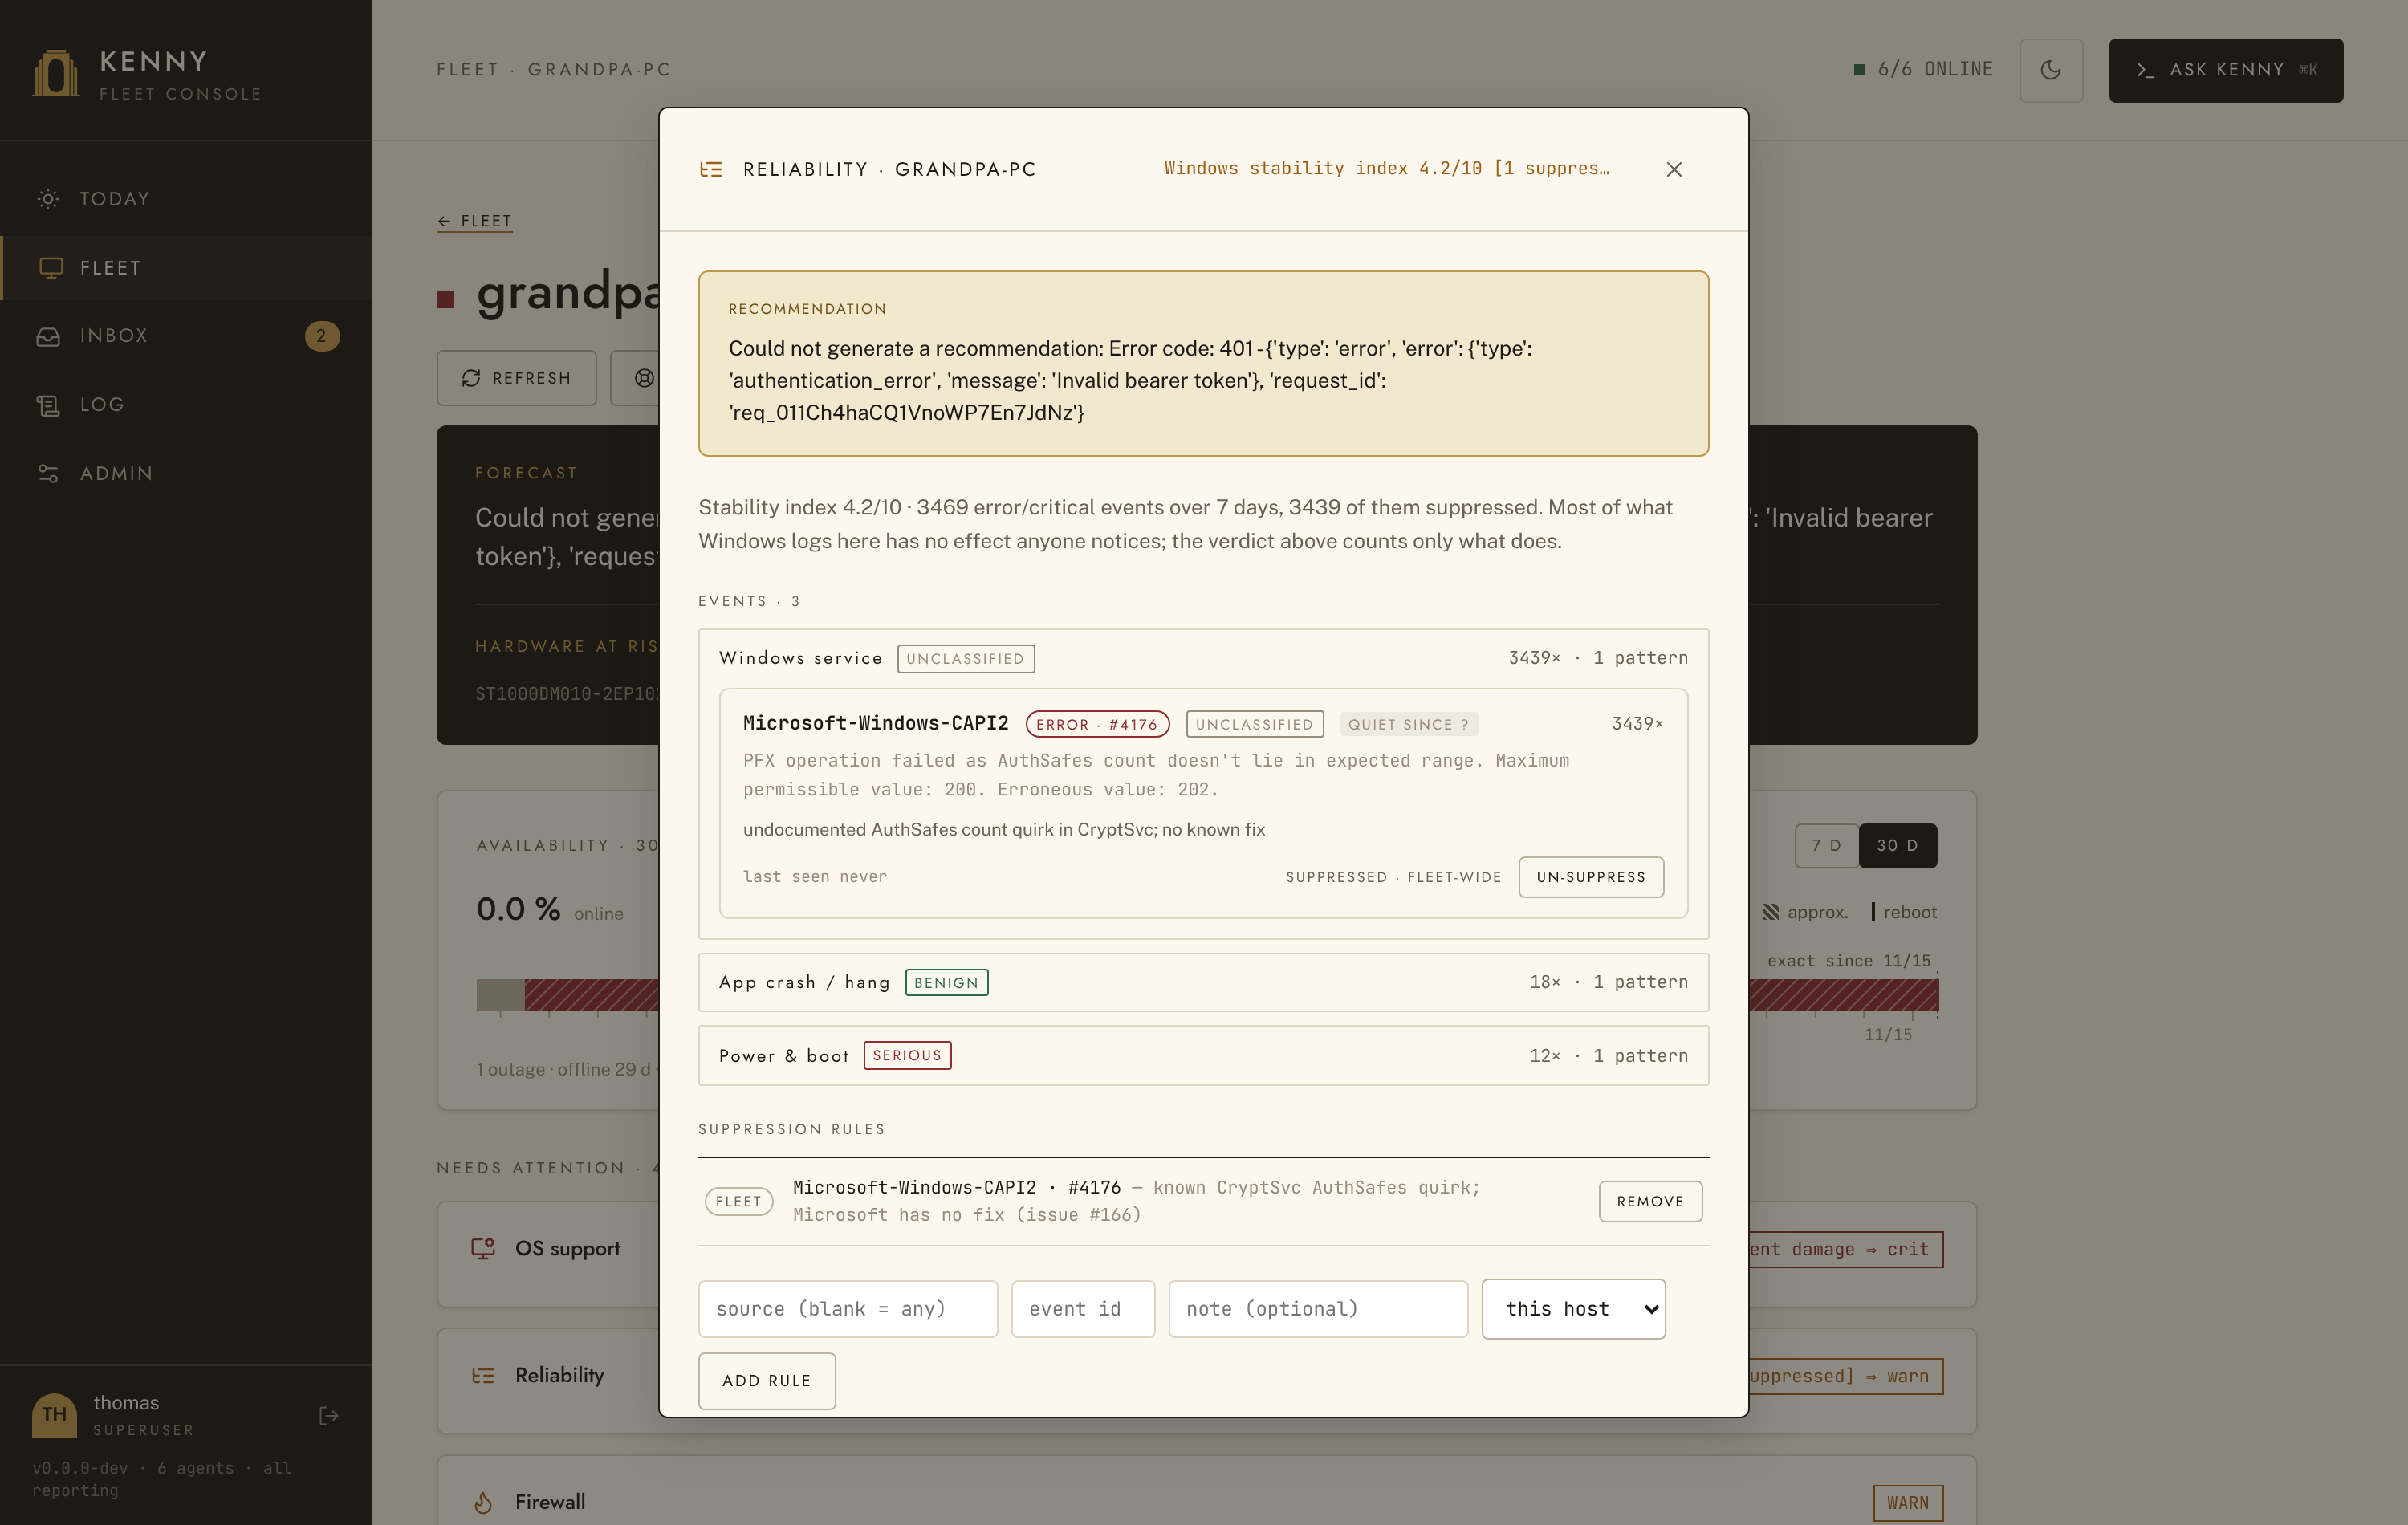 KENNY
FLEET CONSOLE
TODAY
FLEET
INBOX 2
LOG
ADMIN
TH thomas
SUPERUSER
v0.0.0-dev · 6 agents · all
reporting
FLEET · GRANDPA-PC
6/6 ONLINE
ASK KENNY ⌘K
← FLEET
grandpa
REFRESH
FORECAST
Could not gener
': 'Invalid bearer
token'}, 'request
HARDWARE AT RIS
ST1000DM010-2EP10
AVAILABILITY · 30
7 D 30 D
0.0 % online
approx. reboot
exact since 11/15
11/15
1 outage · offline 29 d ·
NEEDS ATTENTION · 4
OS support
ent damage ⇒ crit
Reliability
uppressed] ⇒ warn
Firewall
WARN
RELIABILITY · GRANDPA-PC
Windows stability index 4.2/10 [1 suppres…
RECOMMENDATION
Could not generate a recommendation: Error code: 401 - {'type': 'error', 'error': {'type':
'authentication_error', 'message': 'Invalid bearer token'}, 'request_id':
'req_011Ch4haCQ1VnoWP7En7JdNz'}
Stability index 4.2/10 · 3469 error/critical events over 7 days, 3439 of them suppressed. Most of what
Windows logs here has no effect anyone notices; the verdict above counts only what does.
EVENTS · 3
Windows service UNCLASSIFIED 3439× · 1 pattern
Microsoft-Windows-CAPI2 ERROR · #4176 UNCLASSIFIED QUIET SINCE ? 3439×
PFX operation failed as AuthSafes count doesn't lie in expected range. Maximum
permissible value: 200. Erroneous value: 202.
undocumented AuthSafes count quirk in CryptSvc; no known fix
last seen never SUPPRESSED · FLEET-WIDE UN-SUPPRESS
App crash / hang BENIGN 18× · 1 pattern
Power & boot SERIOUS 12× · 1 pattern
SUPPRESSION RULES
FLEET Microsoft-Windows-CAPI2 · #4176 — known CryptSvc AuthSafes quirk;
Microsoft has no fix (issue #166)
REMOVE
source (blank = any) event id note (optional) this host
ADD RULE